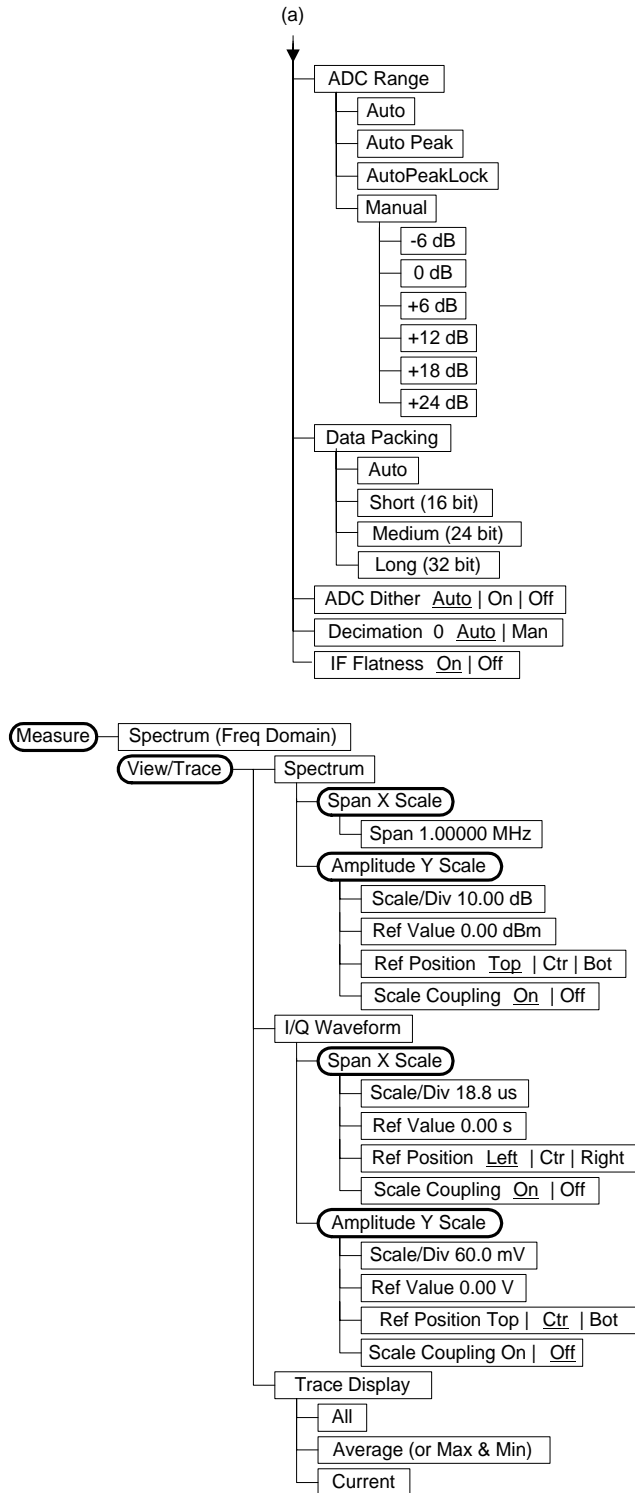 (a)
ADC Range
Auto
Auto Peak
AutoPeakLock
Manual
-6 dB
0 dB
+6 dB
+12 dB
+18 dB
+24 dB
Data Packing
Auto
Short (16 bit)
Medium (24 bit)
Long (32 bit)
ADC Dither Auto | On | Off
Decimation 0 Auto | Man
IF Flatness On | Off
Measure Spectrum (Freq Domain)
View/Trace Spectrum
Span X Scale
Span 1.00000 MHz
Amplitude Y Scale
Scale/Div 10.00 dB
Ref Value 0.00 dBm
Ref Position Top | Ctr | Bot
Scale Coupling On | Off
I/Q Waveform
Span X Scale
Scale/Div 18.8 us
Ref Value 0.00 s
Ref Position Left | Ctr | Right
Scale Coupling On | Off
Amplitude Y Scale
Scale/Div 60.0 mV
Ref Value 0.00 V
Ref Position Top | Ctr | Bot
Scale Coupling On | Off
Trace Display
All
Average (or Max & Min)
Current